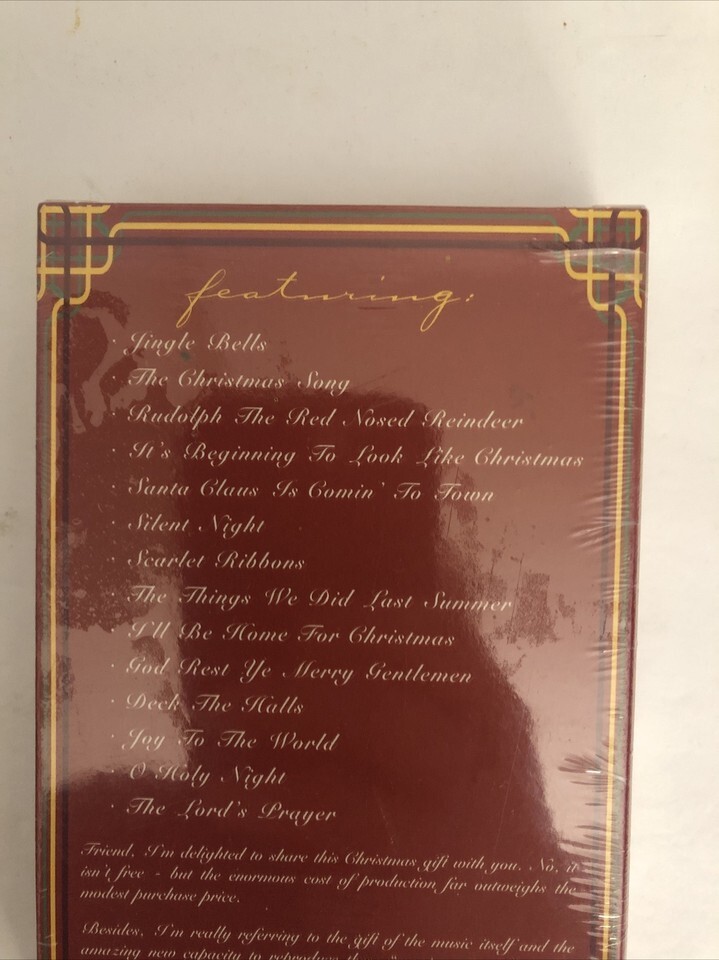 featuring:
· Jingle Bells
· The Christmas Song
· Rudolph The Red Nosed Reindeer
· It's Beginning To Look Like Christmas
· Santa Claus Is Comin' To Town
· Silent Night
· Scarlet Ribbons
· The Things We Did Last Summer
· I'll Be Home For Christmas
· God Rest Ye Merry Gentlemen
· Deck The Halls
· Joy To The World
· O Holy Night
· The Lord's Prayer
Friend, I'm delighted to share this Christmas gift with you. No, it
isn't free - but the enormous cost of production far outweighs the
modest purchase price.
Besides, I'm really referring to the gift of the music itself and the
amazing new capacity to reproduce